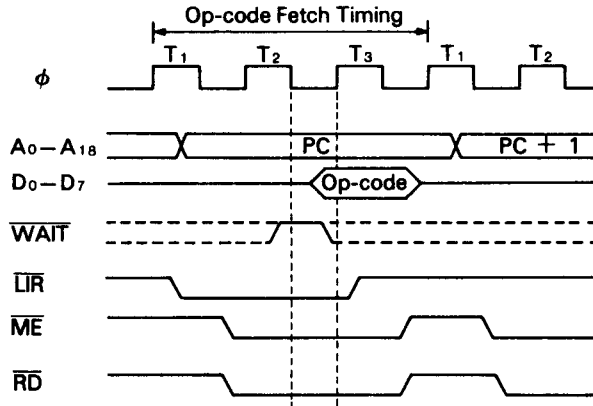 Op-code Fetch Timing
T1 T2 T3 T1 T2
φ
A0–A18 PC PC + 1
D0–D7 Op-code
WAIT
LIR
ME
RD